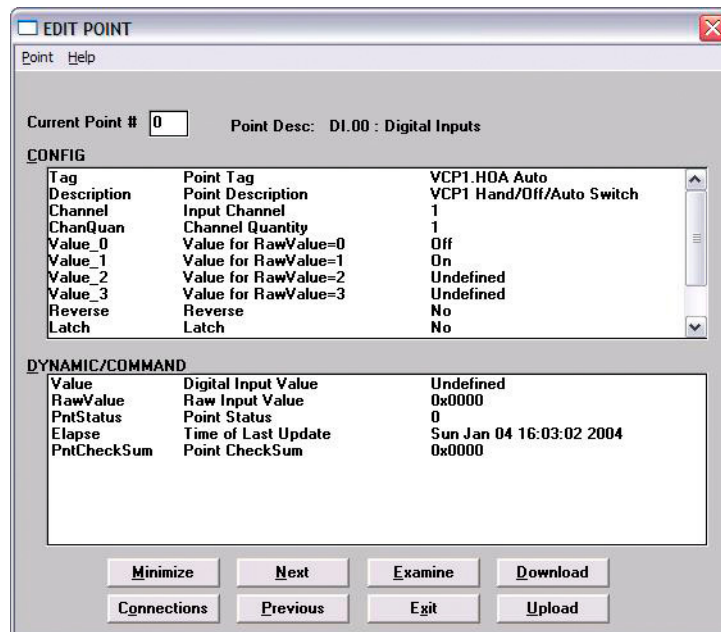 EDIT POINT
Point Help
Current Point # 0 Point Desc: DI.00 : Digital Inputs
CONFIG
Tag Point Tag VCP1.HOA Auto
Description Point Description VCP1 Hand/Off/Auto Switch
Channel Input Channel 1
ChanQuan Channel Quantity 1
Value_0 Value for RawValue=0 Off
Value_1 Value for RawValue=1 On
Value_2 Value for RawValue=2 Undefined
Value_3 Value for RawValue=3 Undefined
Reverse Reverse No
Latch Latch No
DYNAMIC/COMMAND
Value Digital Input Value Undefined
RawValue Raw Input Value 0x0000
PntStatus Point Status 0
Elapse Time of Last Update Sun Jan 04 16:03:02 2004
PntCheckSum Point CheckSum 0x0000
Minimize Next Examine Download
Connections Previous Exit Upload